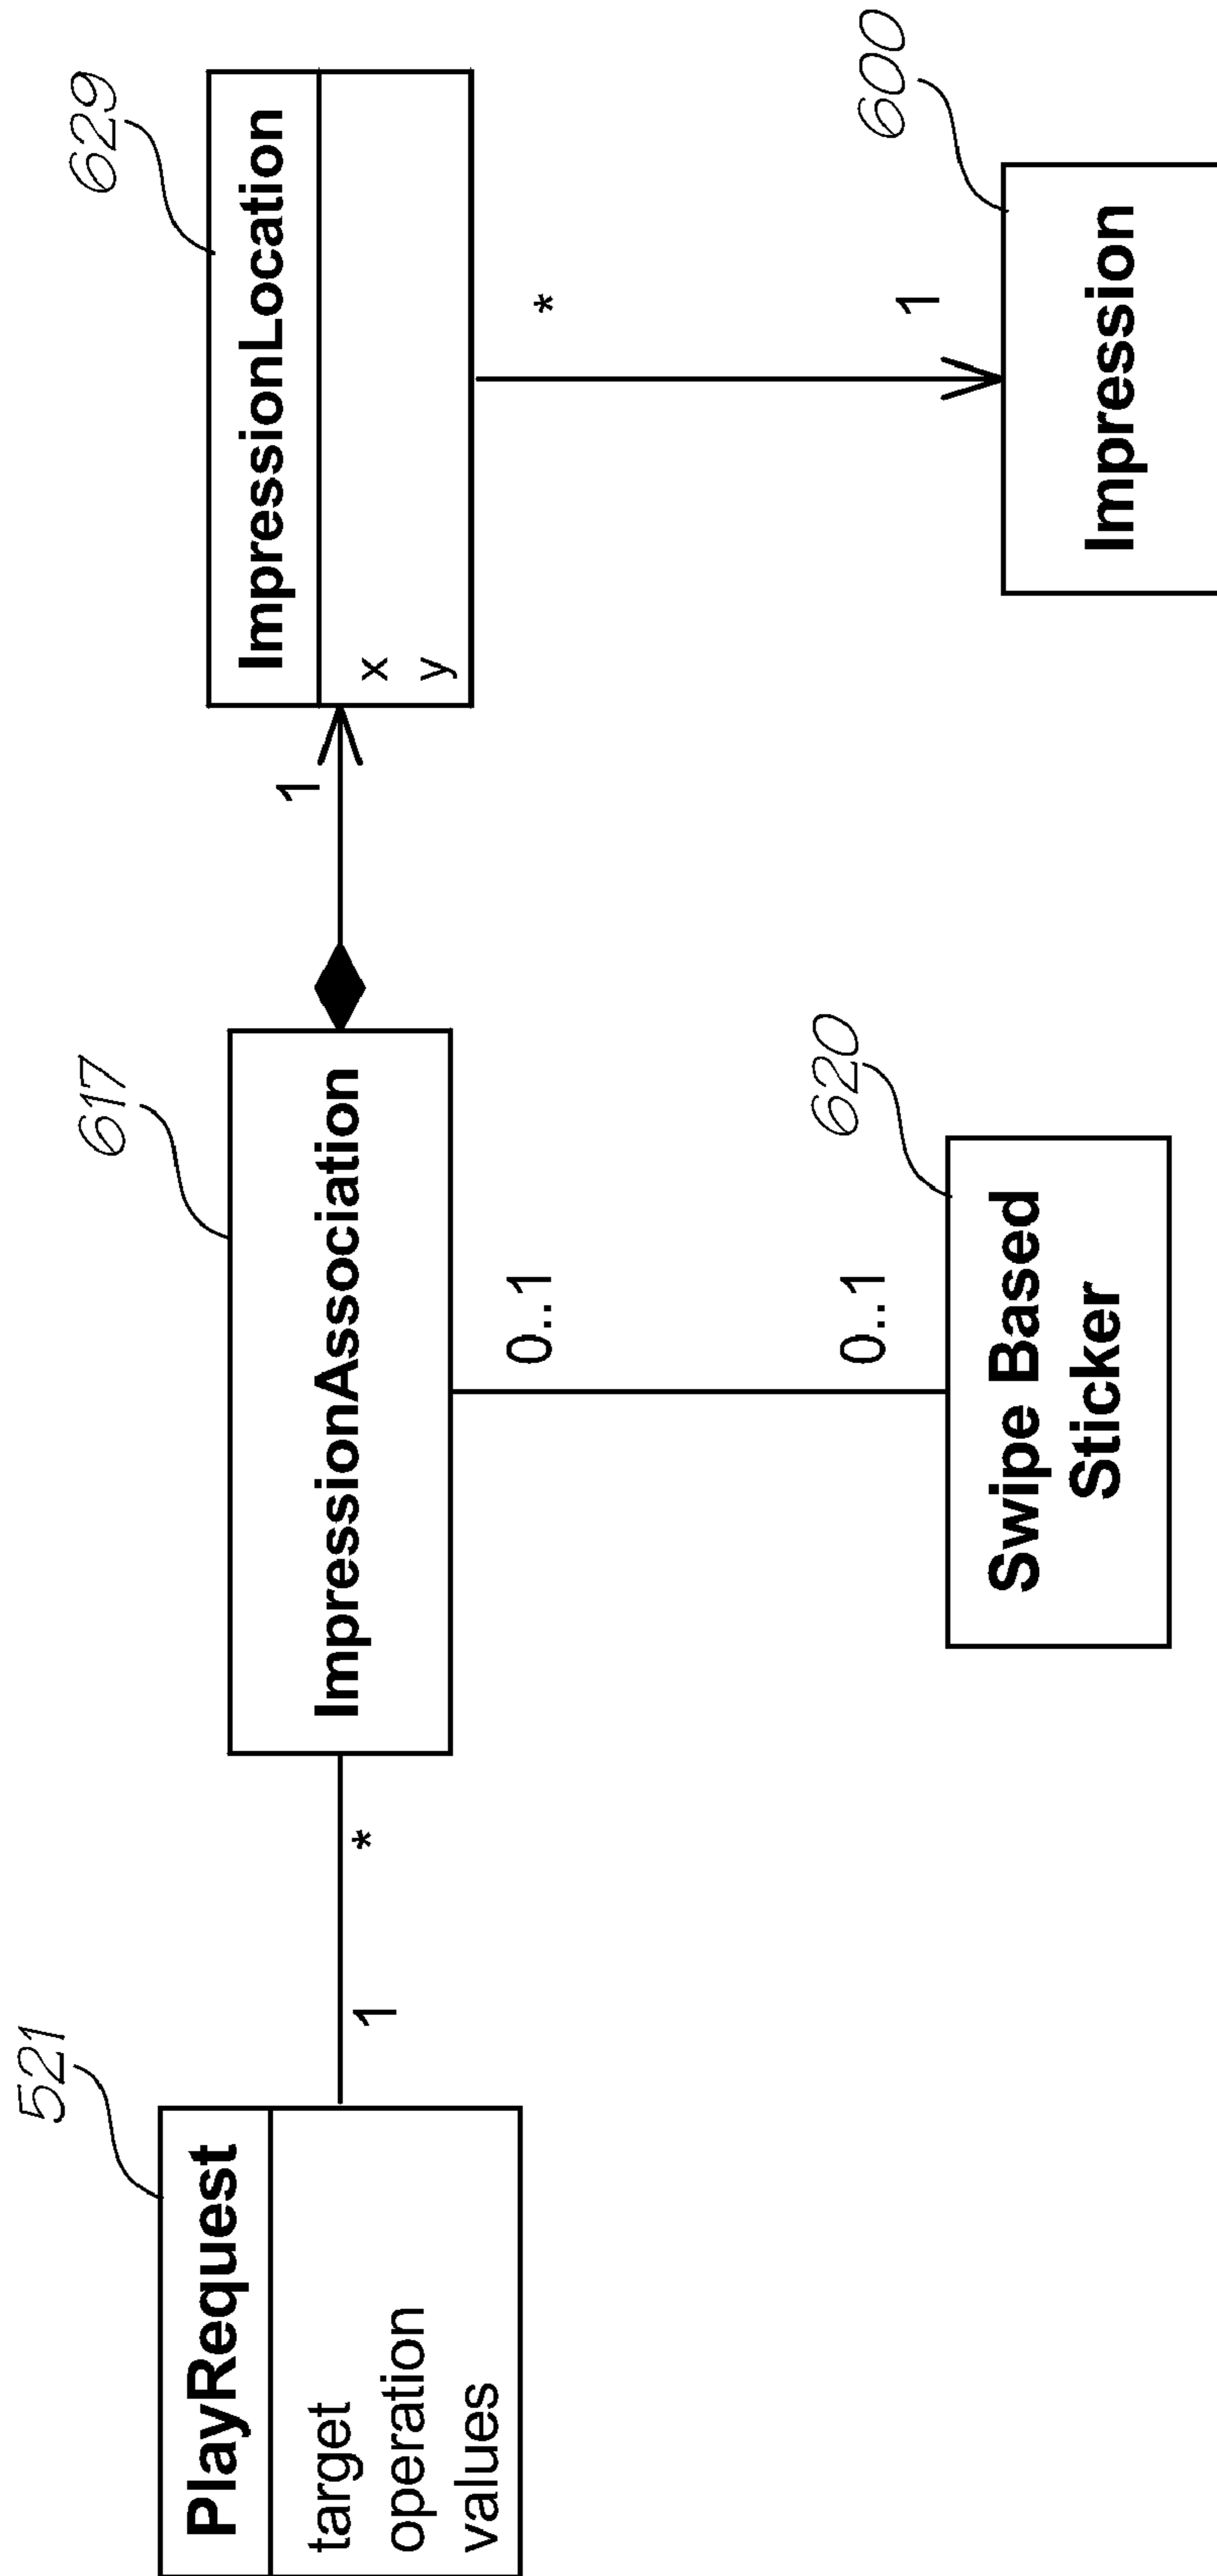 521
PlayRequest
target
operation
values
1
*
617
ImpressionAssociation
0..1
0..1
620
Swipe Based
Sticker
1
629
ImpressionLocation
x
y
*
1
600
Impression